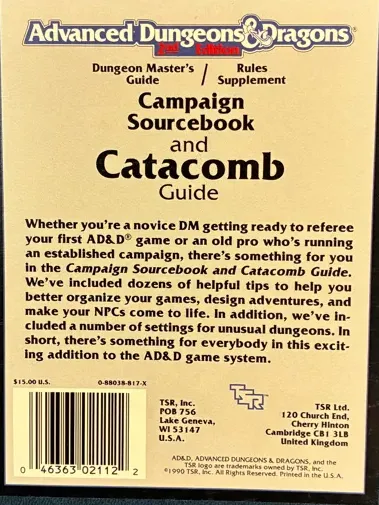 Advanced Dungeons & Dragons®
2nd Edition
Dungeon Master's Guide / Rules Supplement
Campaign
Sourcebook
and
Catacomb
Guide
Whether you're a novice DM getting ready to referee
your first AD&D® game or an old pro who's running
an established campaign, there's something for you
in the Campaign Sourcebook and Catacomb Guide.
We've included dozens of helpful tips to help you
better organize your games, design adventures, and
make your NPCs come to life. In addition, we've in-
cluded a number of settings for unusual dungeons. In
short, there's something for everybody in this excit-
ing addition to the AD&D game system.
$15.00 U.S.
0-88038-817-X
TSR
TSR, Inc.
POB 756
Lake Geneva,
WI 53147
U.S.A.
TSR Ltd.
120 Church End,
Cherry Hinton
Cambridge CB1 3LB
United Kingdom
0 46363 02112 2
AD&D, ADVANCED DUNGEONS & DRAGONS, and the
TSR logo are trademarks owned by TSR, Inc.
©1990 TSR, Inc. All Rights Reserved. Printed in the U.S.A.